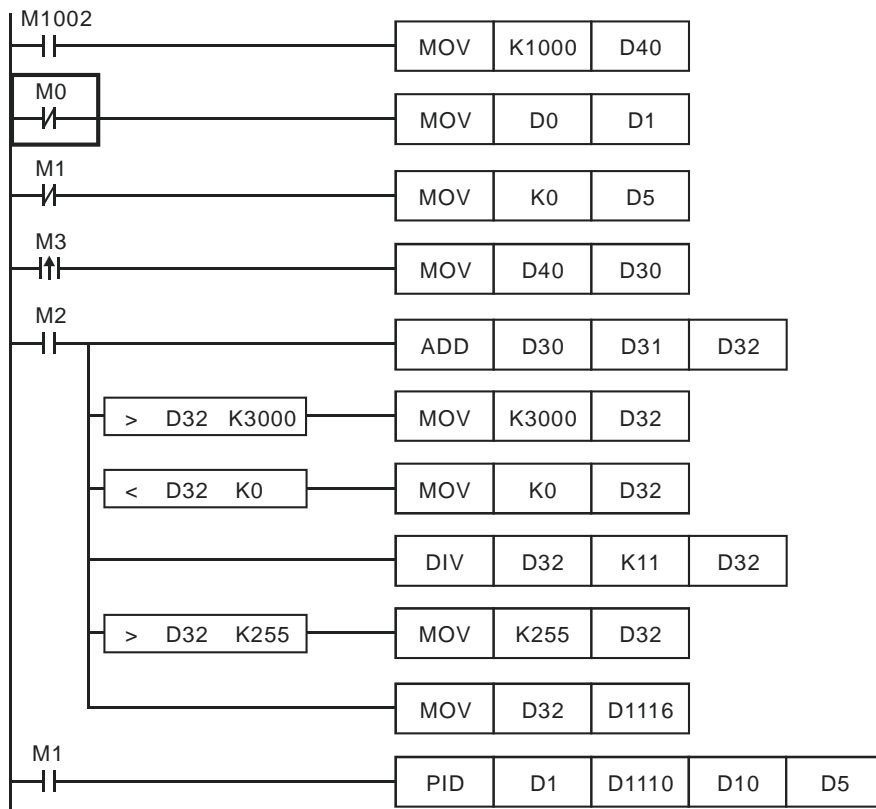 M1002
MOV K1000 D40
M0
MOV D0 D1
M1
MOV K0 D5
M3
MOV D40 D30
M2
ADD D30 D31 D32
> D32 K3000 MOV K3000 D32
< D32 K0 MOV K0 D32
DIV D32 K11 D32
> D32 K255 MOV K255 D32
MOV D32 D1116
M1
PID D1 D1110 D10 D5